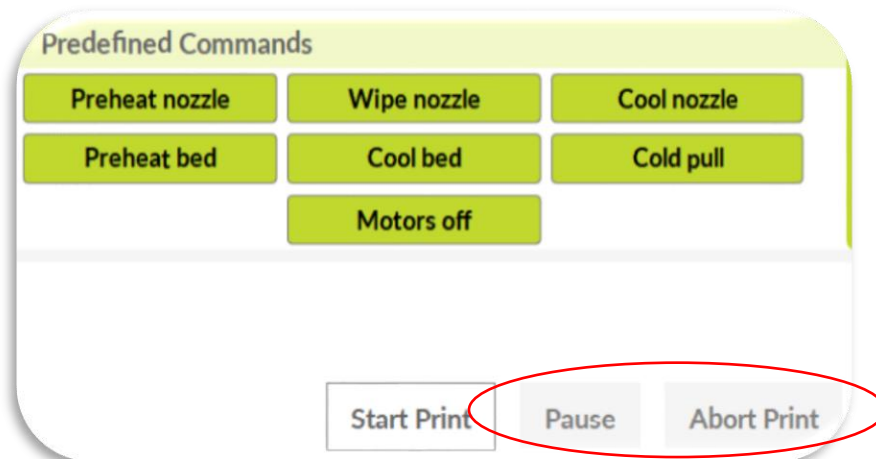 Predefined Commands
Preheat nozzle Wipe nozzle Cool nozzle
Preheat bed Cool bed Cold pull
Motors off
Start Print Pause Abort Print